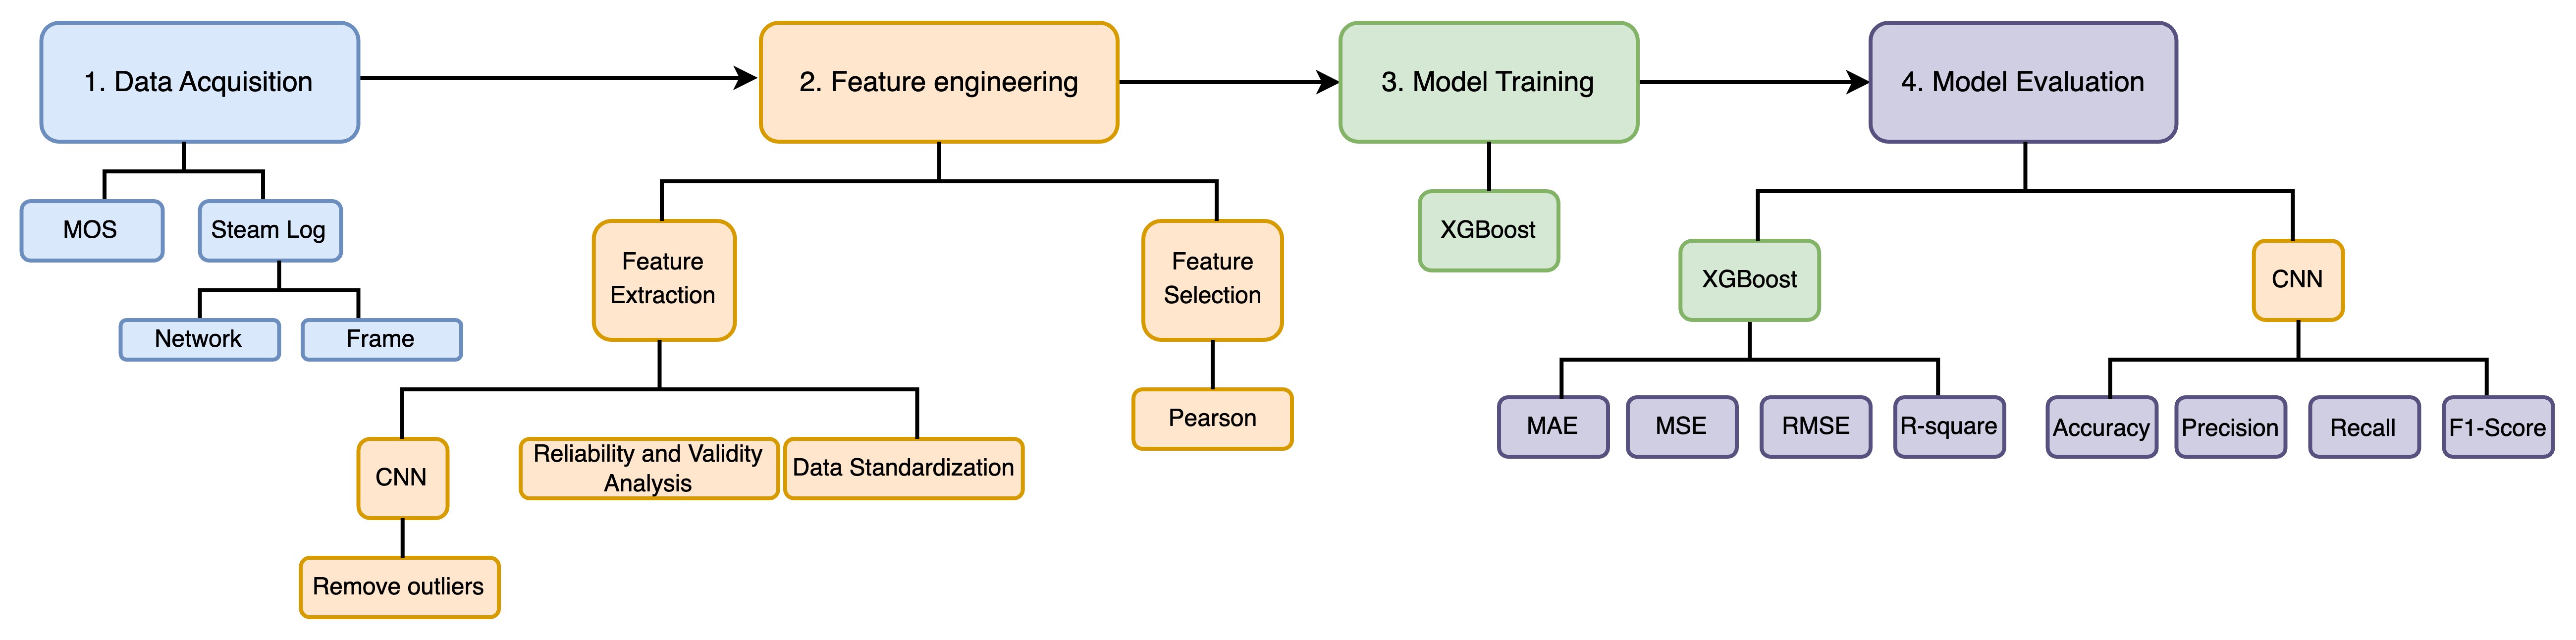 1. Data Acquisition
2. Feature engineering
3. Model Training
4. Model Evaluation
MOS
Steam Log
Network
Frame
Feature
Extraction
Feature
Selection
CNN
Reliability and Validity
Analysis
Data Standardization
Remove outliers
Pearson
XGBoost
XGBoost
CNN
MAE
MSE
RMSE
R-square
Accuracy
Precision
Recall
F1-Score